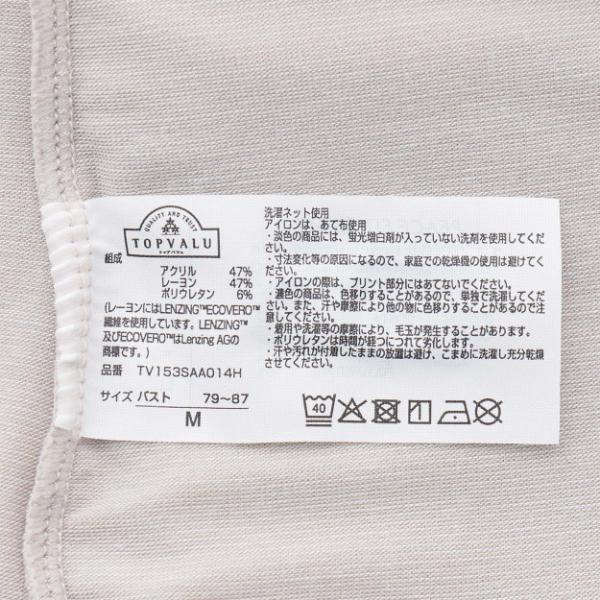 QUALITY AND TRUST
TOPVALU
トップバリュ
組成
アクリル 47%
レーヨン 47%
ポリウレタン 6%
(レーヨンにはLENZING™ECOVERO™
繊維を使用しています。LENZING™
及びECOVERO™はLenzing AGの
商標です。)
品番 TV153SAA014H
サイズ バスト 79~87
M
洗濯ネット使用
アイロンは、あて布使用
・淡色の商品には、蛍光増白剤が入っていない洗剤を使用してくだ
さい。
・寸法変化等の原因になるので、家庭での乾燥機の使用は避けてく
ださい。
・アイロンの際は、プリント部分にはあてないでください。
・濃色の商品は、色移りすることがあるので、単独で洗濯してくだ
さい。また、汗や摩擦により他の物に色移りすることがあるので注
意してください。
・着用や洗濯等の摩擦により、毛玉が発生することがあります。
・ポリウレタンは時間が経つにつれて劣化します。
・汗や汚れが付着したままの放置は避け、こまめに洗濯し充分乾燥
させてください。
40